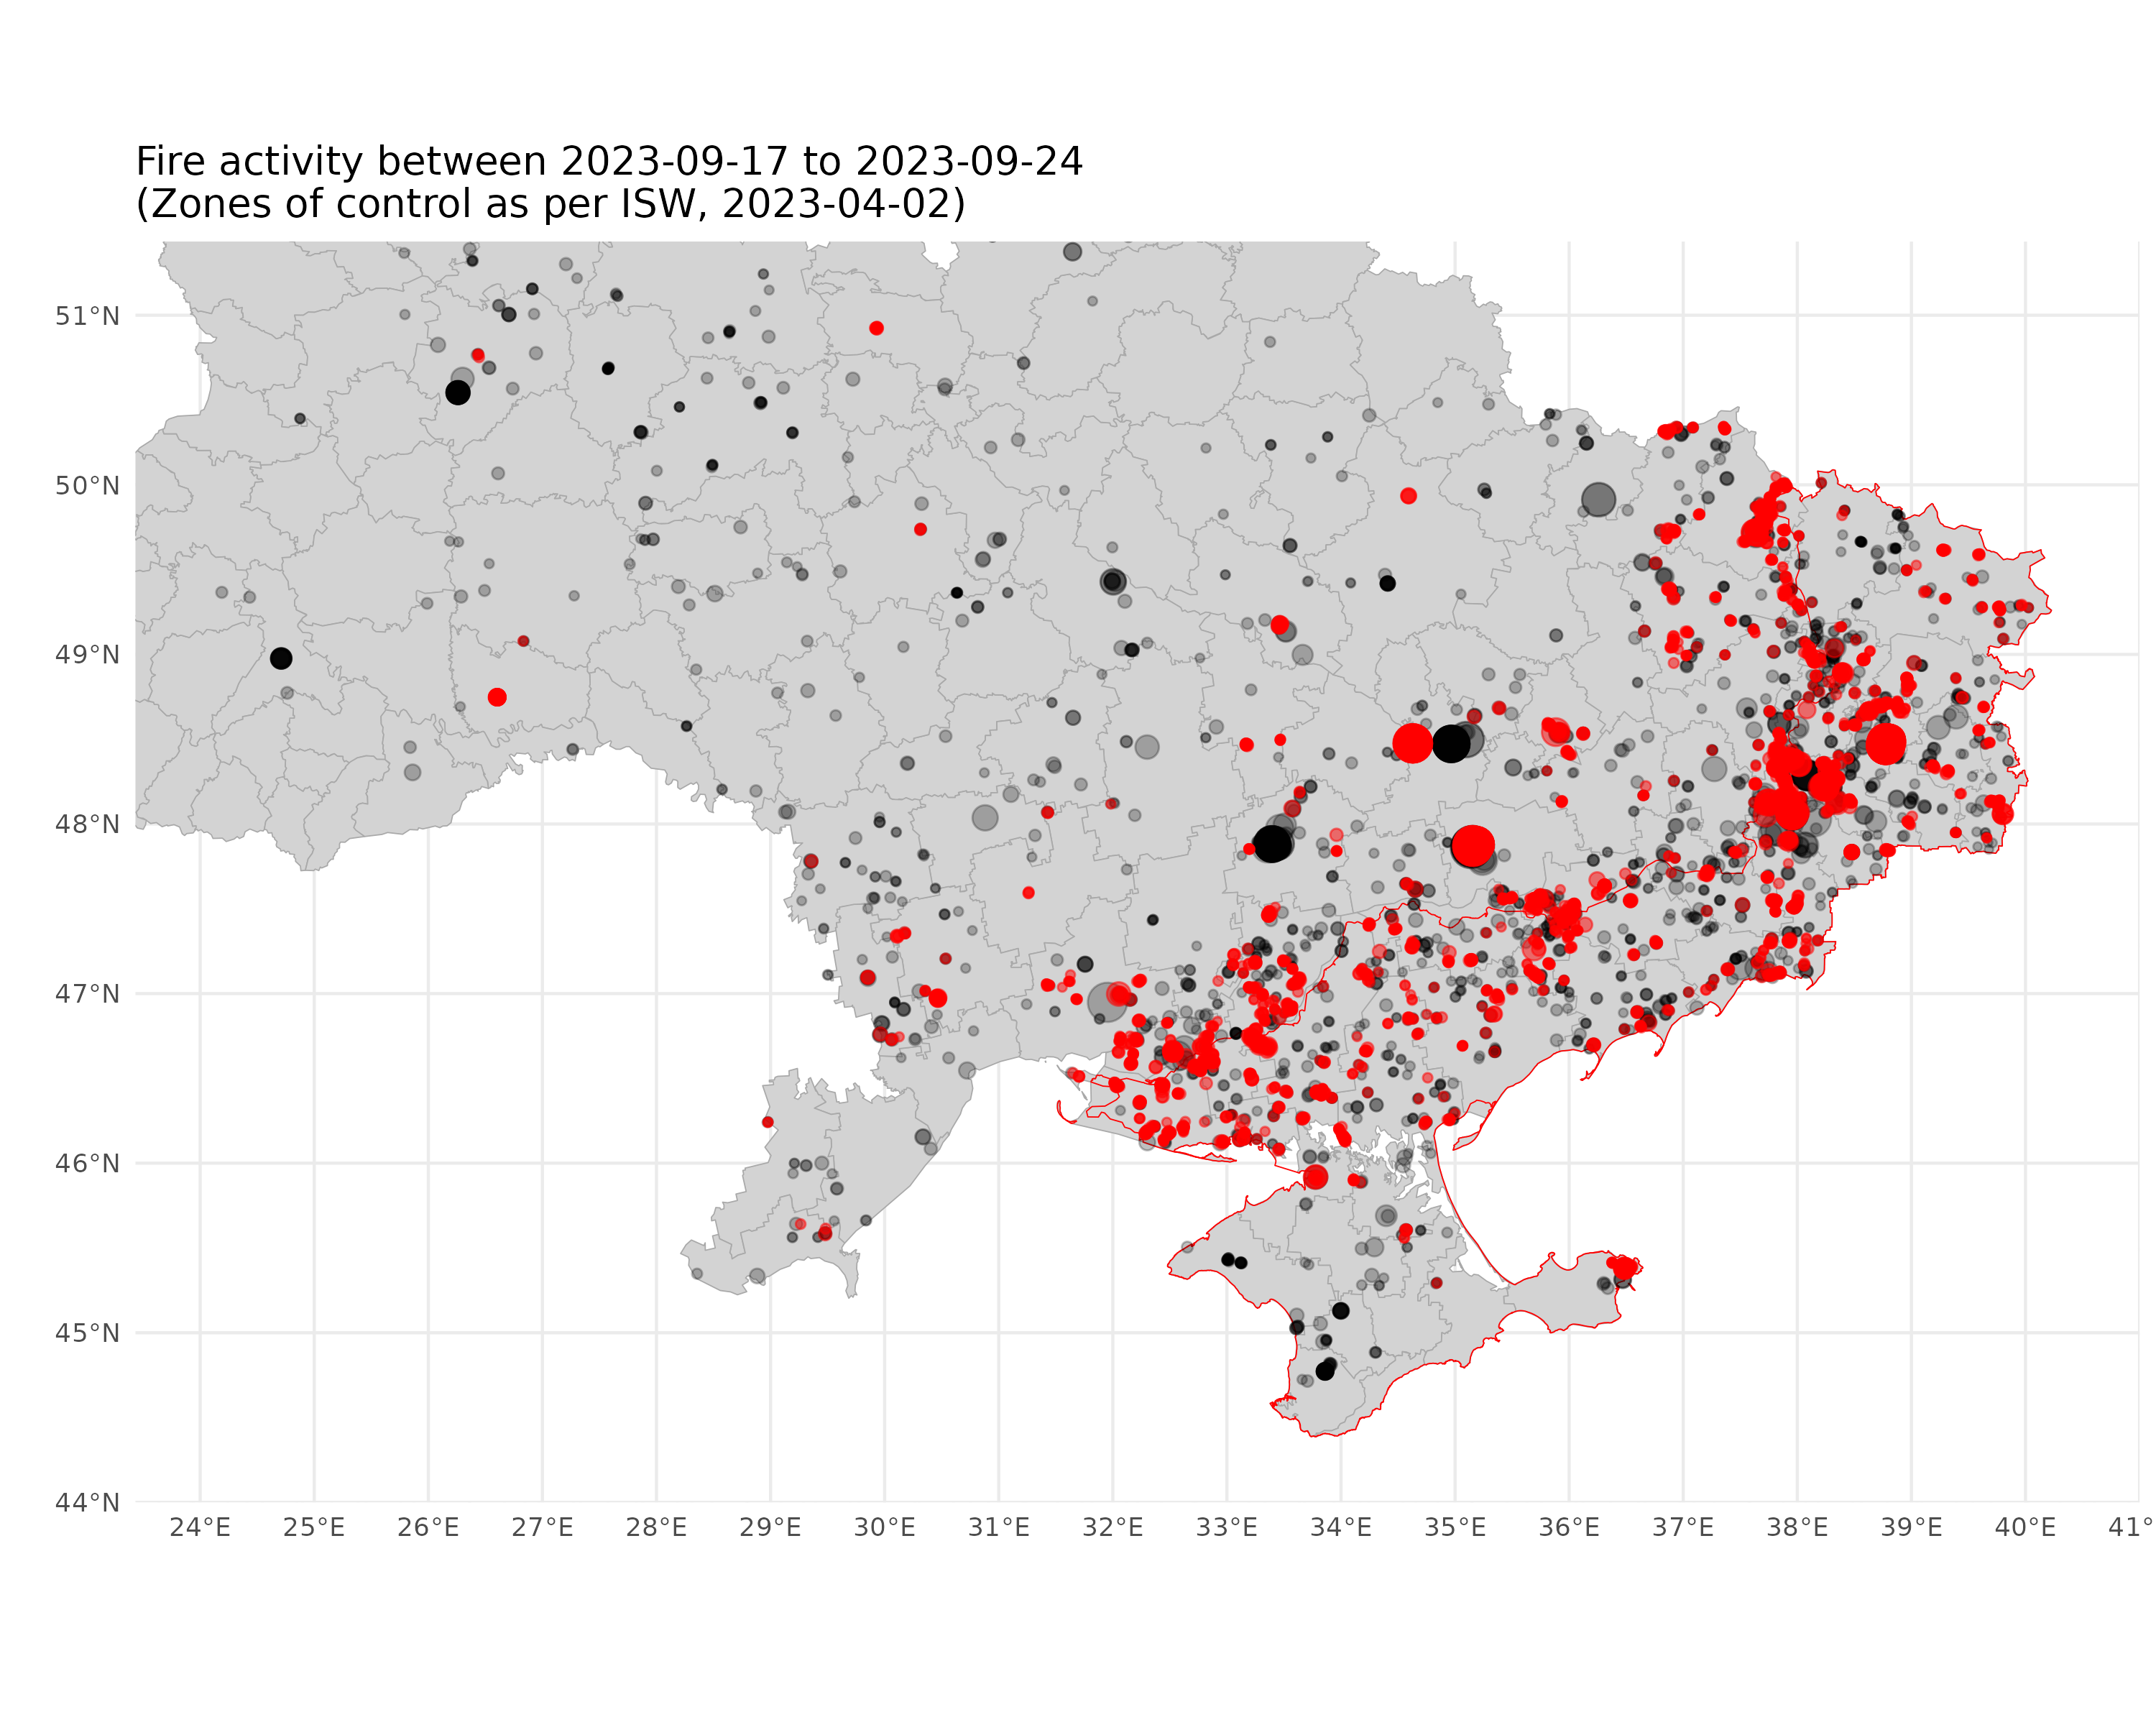 Fire activity between 2023-09-17 to 2023-09-24
(Zones of control as per ISW, 2023-04-02)
51°N
50°N
49°N
48°N
47°N
46°N
45°N
44°N
24°E 25°E 26°E 27°E 28°E 29°E 30°E 31°E 32°E 33°E 34°E 35°E 36°E 37°E 38°E 39°E 40°E 41°